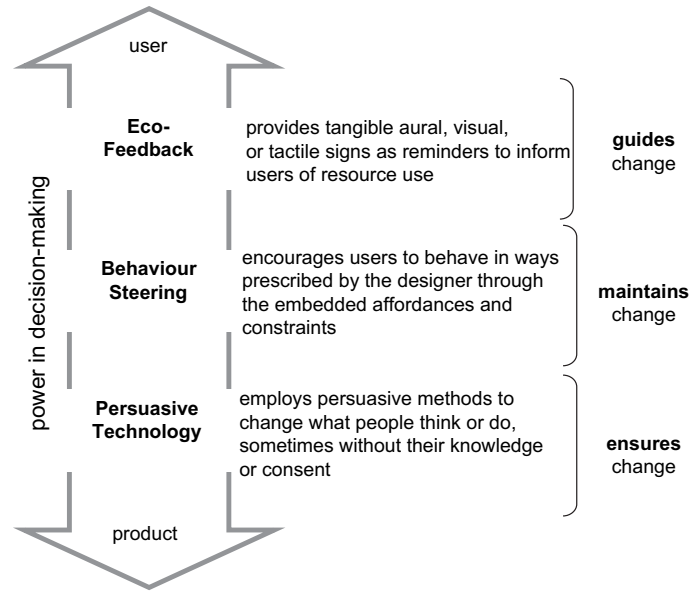 user
power in decision-making
Eco-
Feedback
provides tangible aural, visual,
or tactile signs as reminders to inform
users of resource use
guides
change
Behaviour
Steering
encourages users to behave in ways
prescribed by the designer through
the embedded affordances and
constraints
maintains
change
Persuasive
Technology
employs persuasive methods to
change what people think or do,
sometimes without their knowledge
or consent
ensures
change
product